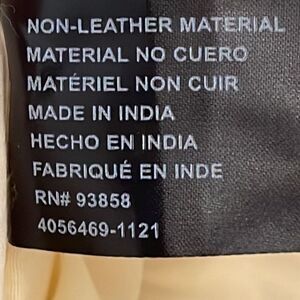 NON-LEATHER MATERIAL
MATERIAL NO CUERO
MATÉRIEL NON CUIR
MADE IN INDIA
HECHO EN INDIA
FABRIQUÉ EN INDE
RN# 93858
4056469-1121